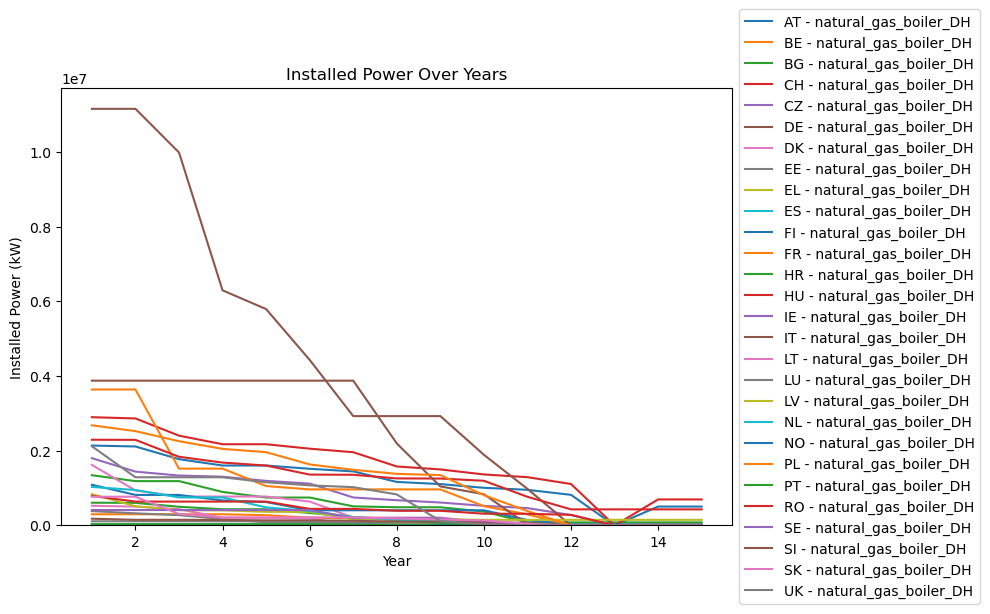 Installed Power Over Years
1e7
1.0
0.8
0.6
0.4
0.2
0.0
Installed Power (kW)
2
4
6
8
10
12
14
Year
AT - natural_gas_boiler_DH
BE - natural_gas_boiler_DH
BG - natural_gas_boiler_DH
CH - natural_gas_boiler_DH
CZ - natural_gas_boiler_DH
DE - natural_gas_boiler_DH
DK - natural_gas_boiler_DH
EE - natural_gas_boiler_DH
EL - natural_gas_boiler_DH
ES - natural_gas_boiler_DH
FI - natural_gas_boiler_DH
FR - natural_gas_boiler_DH
HR - natural_gas_boiler_DH
HU - natural_gas_boiler_DH
IE - natural_gas_boiler_DH
IT - natural_gas_boiler_DH
LT - natural_gas_boiler_DH
LU - natural_gas_boiler_DH
LV - natural_gas_boiler_DH
NL - natural_gas_boiler_DH
NO - natural_gas_boiler_DH
PL - natural_gas_boiler_DH
PT - natural_gas_boiler_DH
RO - natural_gas_boiler_DH
SE - natural_gas_boiler_DH
SI - natural_gas_boiler_DH
SK - natural_gas_boiler_DH
UK - natural_gas_boiler_DH